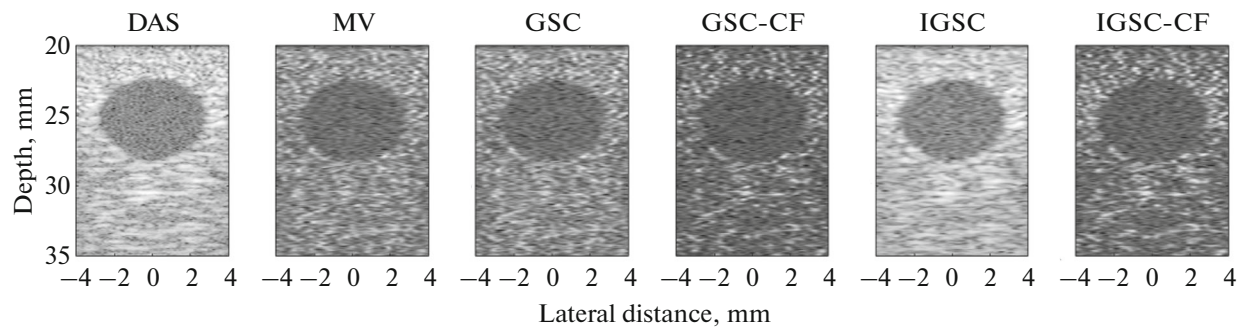 DAS MV GSC GSC-CF IGSC IGSC-CF
20
25
30
35
Depth, mm
−4 −2 0 2 4 −4 −2 0 2 4 −4 −2 0 2 4 −4 −2 0 2 4 −4 −2 0 2 4 −4 −2 0 2 4
Lateral distance, mm